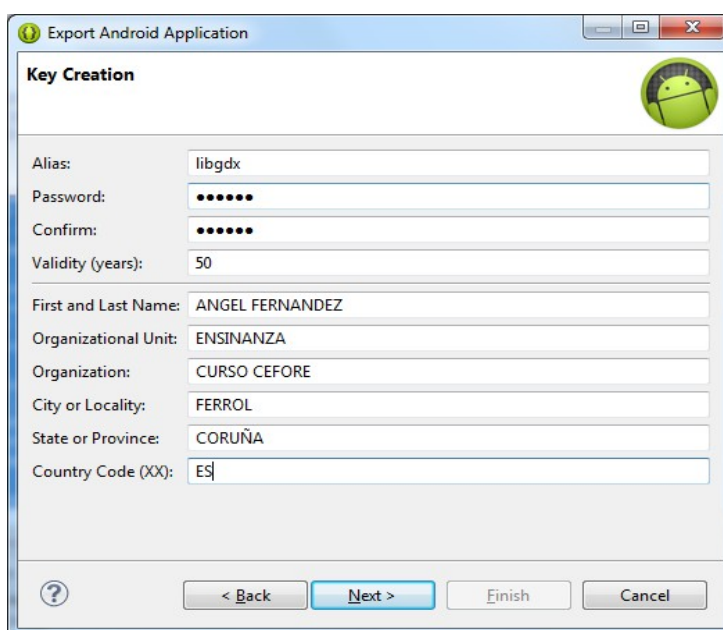 Export Android Application
Key Creation
Alias: libgdx
Password: ●●●●●●
Confirm: ●●●●●●
Validity (years): 50
First and Last Name: ANGEL FERNANDEZ
Organizational Unit: ENSINANZA
Organization: CURSO CEFORE
City or Locality: FERROL
State or Province: CORUÑA
Country Code (XX): ES
? < Back Next > Finish Cancel